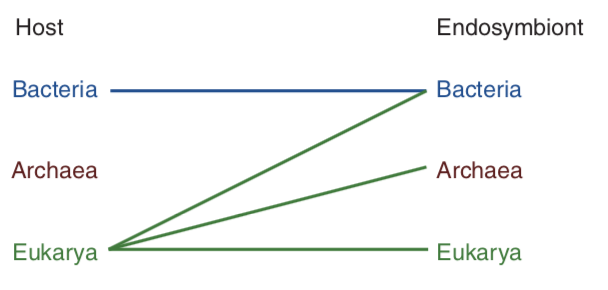 Host Endosymbiont
Bacteria Bacteria
Archaea Archaea
Eukarya Eukarya